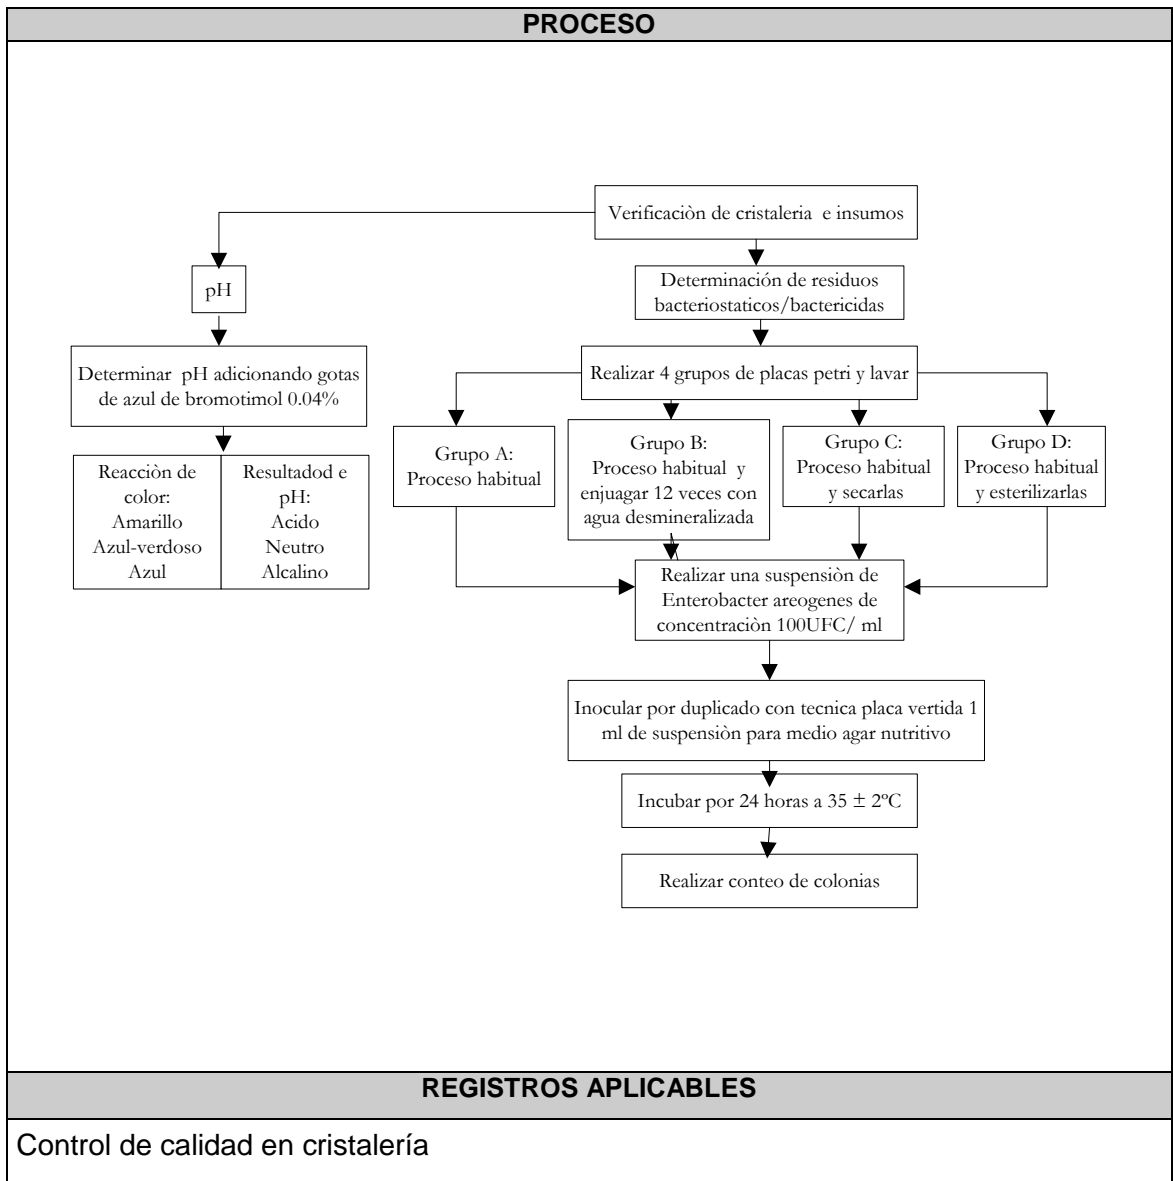 PROCESO
Verificaciòn de cristaleria e insumos
pH
Determinar pH adicionando gotas
de azul de bromotimol 0.04%
Reacciòn de
color:
Amarillo
Azul-verdoso
Azul
Resultadod e
pH:
Acido
Neutro
Alcalino
Determinación de residuos
bacteriostaticos/bactericidas
Realizar 4 grupos de placas petri y lavar
Grupo A:
Proceso habitual
Grupo B:
Proceso habitual y
enjuagar 12 veces con
agua desmineralizada
Grupo C:
Proceso habitual
y secarlas
Grupo D:
Proceso habitual
y esterilizarlas
Realizar una suspensiòn de
Enterobacter areogenes de
concentraciòn 100UFC/ ml
Inocular por duplicado con tecnica placa vertida 1
ml de suspensiòn para medio agar nutritivo
Incubar por 24 horas a 35 ± 2ºC
Realizar conteo de colonias
REGISTROS APLICABLES
Control de calidad en cristalería